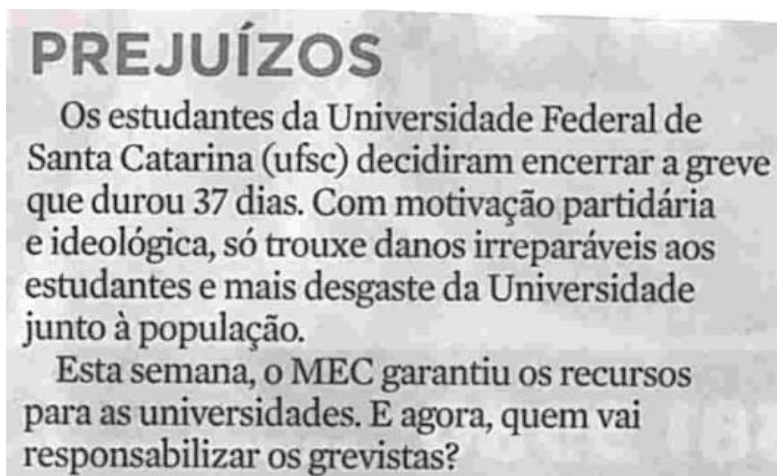 PREJUÍZOS
Os estudantes da Universidade Federal de
Santa Catarina (ufsc) decidiram encerrar a greve
que durou 37 dias. Com motivação partidária
e ideológica, só trouxe danos irreparáveis aos
estudantes e mais desgaste da Universidade
junto à população.
Esta semana, o MEC garantiu os recursos
para as universidades. E agora, quem vai
responsabilizar os grevistas?